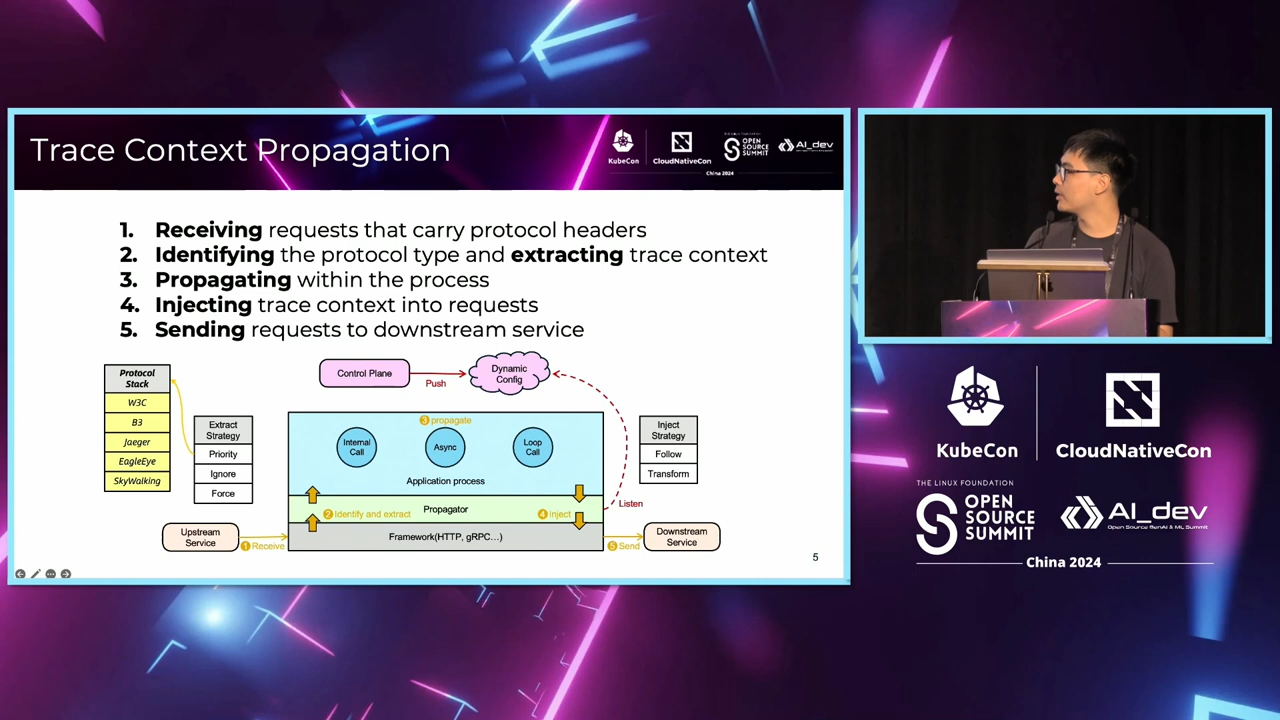 Trace Context Propagation
KubeCon
CloudNativeCon
OPEN
SOURCE
SUMMIT
AI_dev
China 2024
1. Receiving requests that carry protocol headers
2. Identifying the protocol type and extracting trace context
3. Propagating within the process
4. Injecting trace context into requests
5. Sending requests to downstream service
Protocol
Stack
W3C
B3
Jaeger
EagleEye
SkyWalking
Extract
Strategy
Priority
Ignore
Force
Control Plane
Push
Dynamic
Config
3 propagate
Internal
Call
Async
Loop
Call
Application process
Propagator
2 Identify and extract
4 inject
Framework(HTTP, gRPC...)
Upstream
Service
1 Receive
Inject
Strategy
Follow
Transform
Listen
5 Send
Downstream
Service
5
KubeCon
CloudNativeCon
THE LINUX FOUNDATION
OPEN
SOURCE
SUMMIT
AI_dev
Open Source GenAI & ML Summit
China 2024